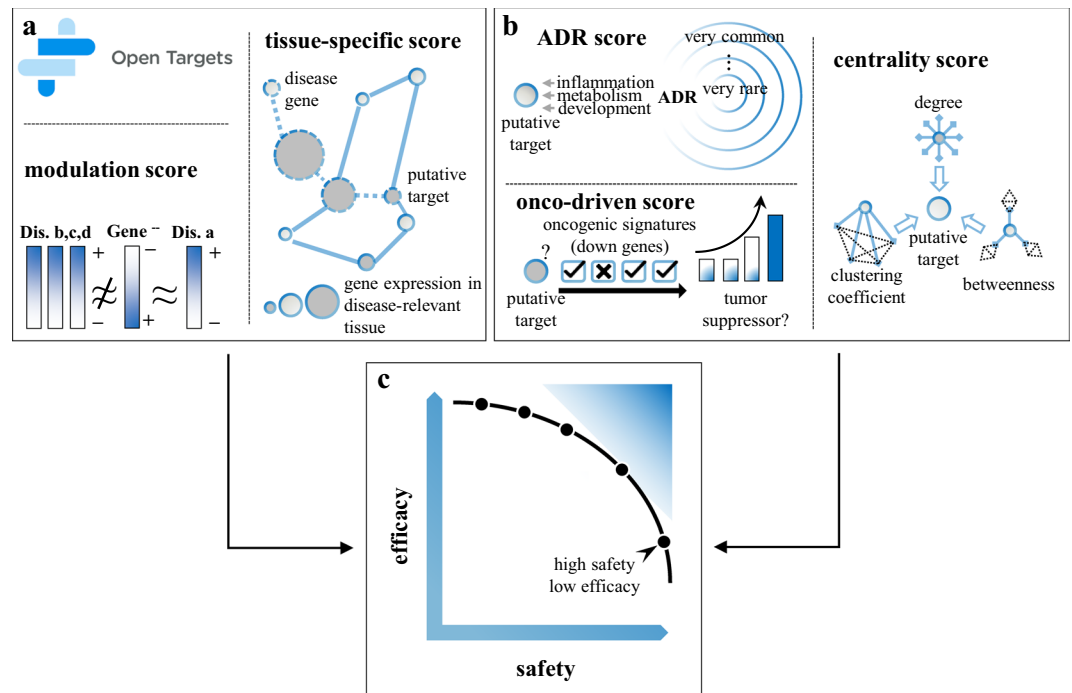 a
Open Targets
modulation score
Dis. b,c,d
Gene --
Dis. a
+
−
−
+
+
−
≉
≈
tissue-specific score
disease
gene
putative
target
gene expression in
disease-relevant
tissue
b
ADR score
inflammation
metabolism
development
putative
target
ADR
very common
very rare
onco-driven score
oncogenic signatures
(down genes)
?
putative
target
tumor
suppressor?
centrality score
degree
putative
target
clustering
coefficient
betweenness
c
efficacy
high safety
low efficacy
safety